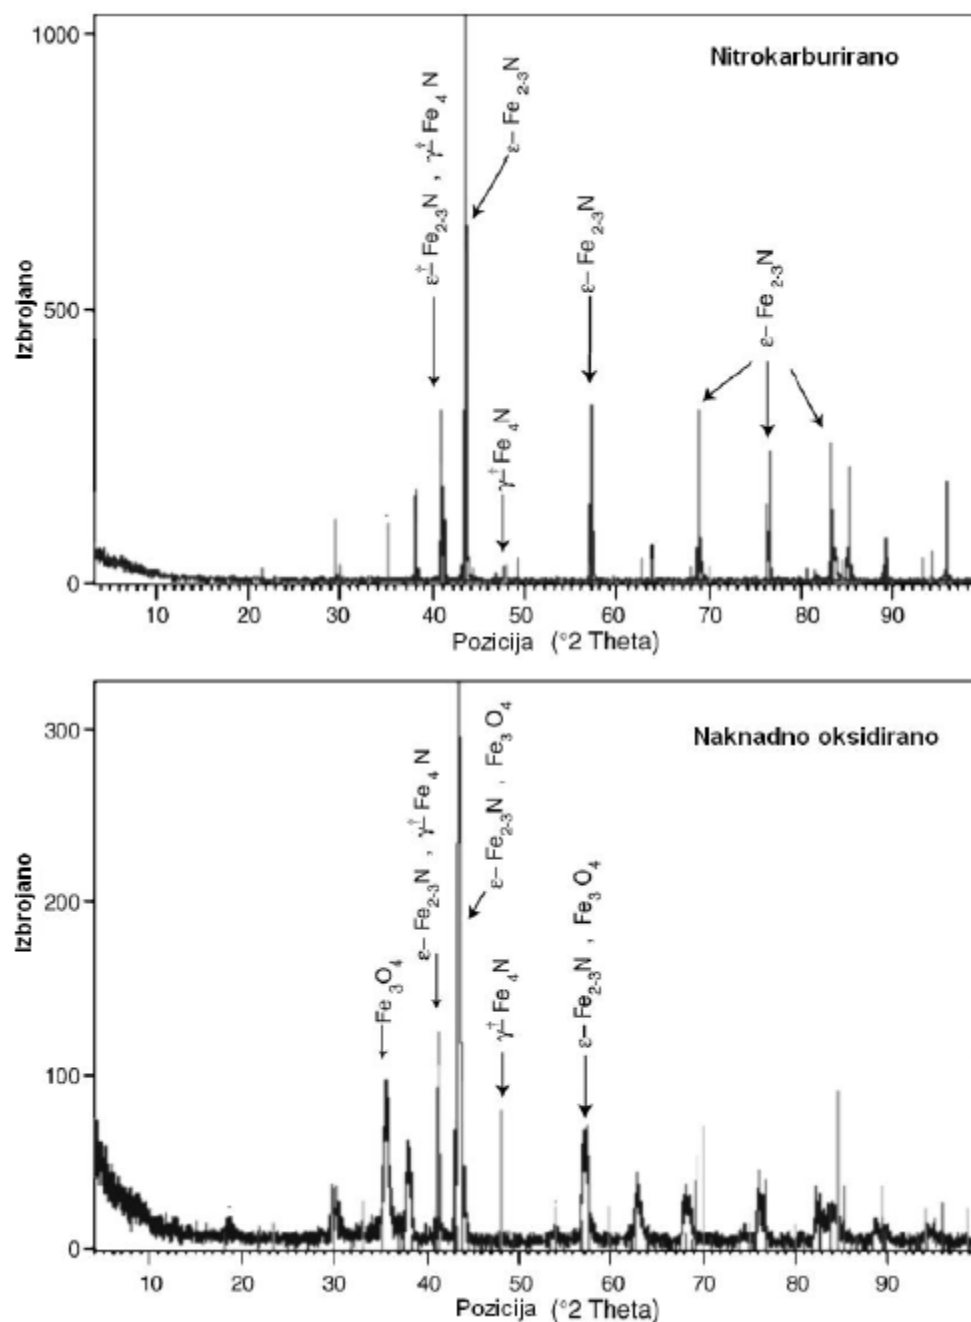 1000
Nitrokarburirano
ε-Fe2-3N , γ†Fe4N
ε-Fe2-3N
ε-Fe2-3N
ε-Fe2-3N
500
Izbrojano
γ†Fe4N
0
10 20 30 40 50 60 70 80 90
Pozicija (°2 Theta)
300
Naknadno oksidirano
ε-Fe2-3N , γ†Fe4N
ε-Fe2-3N , Fe3O4
Izbrojano
200
Fe3O4
γ†Fe4N
ε-Fe2-3N , Fe3O4
100
0
10 20 30 40 50 60 70 80 90
Pozicija (°2 Theta)